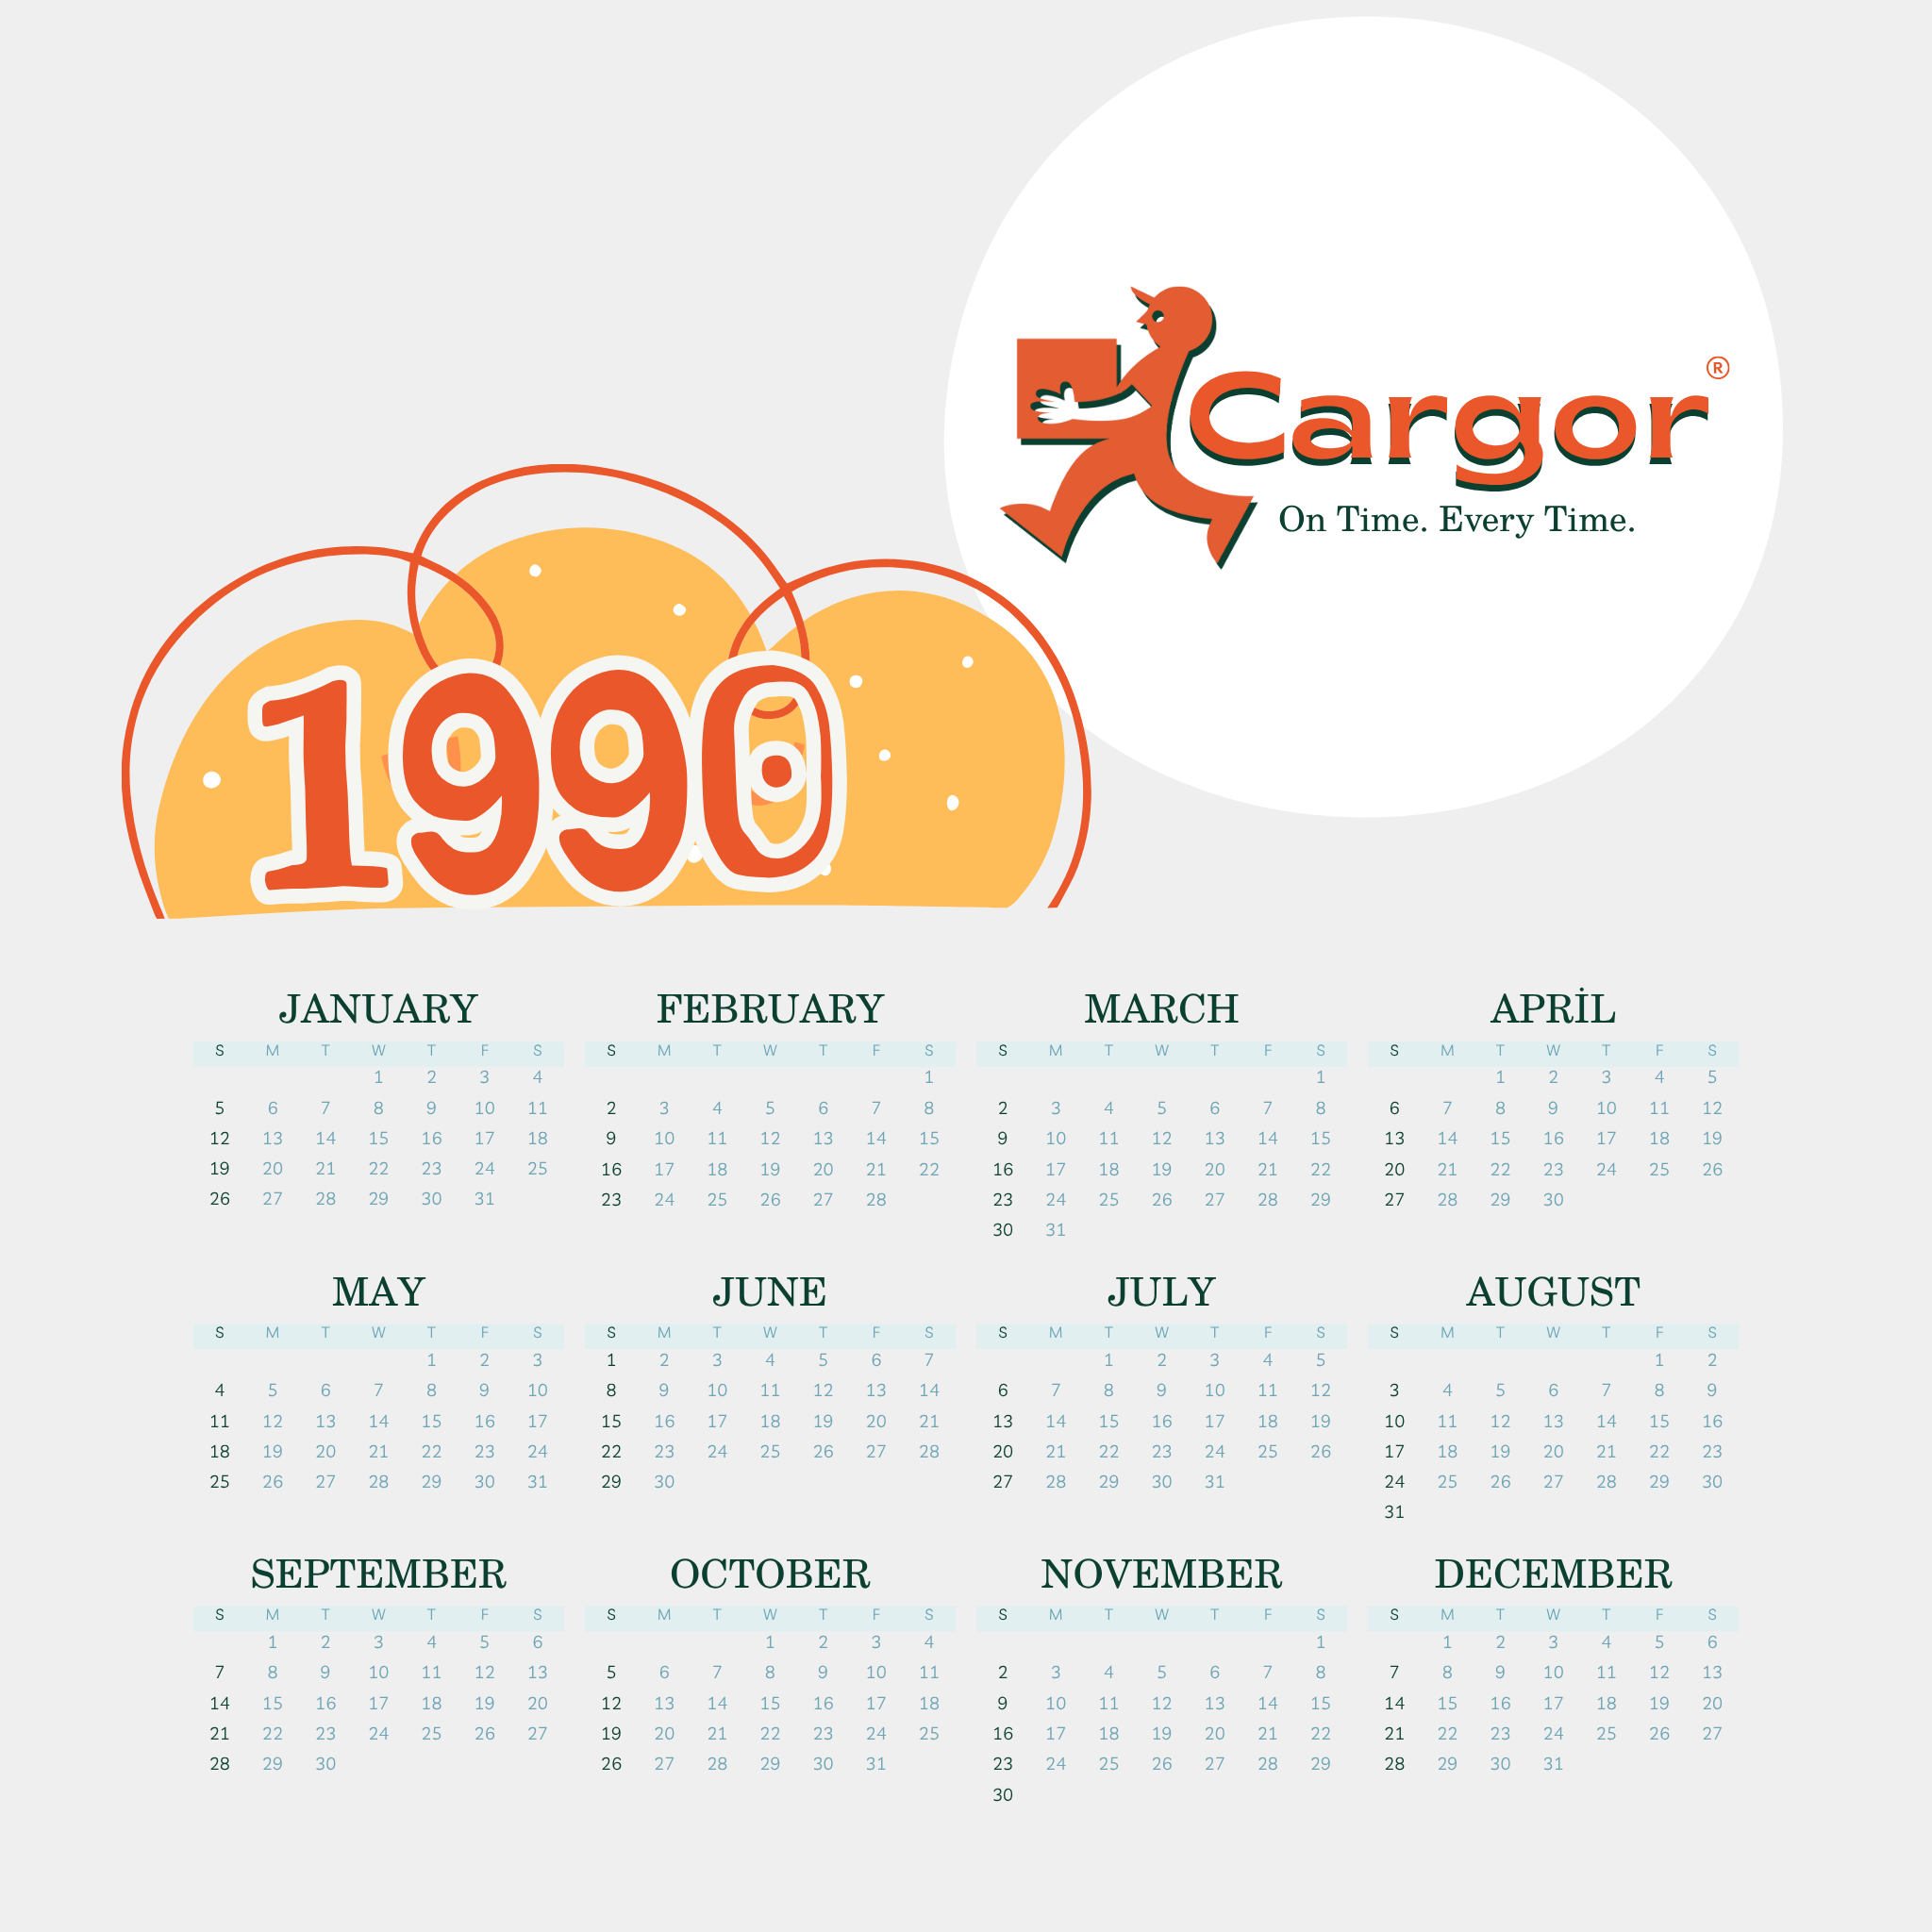 Cargor®
On Time. Every Time.
1990
JANUARY
S M T W T F S
1 2 3 4
5 6 7 8 9 10 11
12 13 14 15 16 17 18
19 20 21 22 23 24 25
26 27 28 29 30 31
FEBRUARY
S M T W T F S
1
2 3 4 5 6 7 8
9 10 11 12 13 14 15
16 17 18 19 20 21 22
23 24 25 26 27 28
MARCH
S M T W T F S
1
2 3 4 5 6 7 8
9 10 11 12 13 14 15
16 17 18 19 20 21 22
23 24 25 26 27 28 29
30 31
APRİL
S M T W T F S
1 2 3 4 5
6 7 8 9 10 11 12
13 14 15 16 17 18 19
20 21 22 23 24 25 26
27 28 29 30
MAY
S M T W T F S
1 2 3
4 5 6 7 8 9 10
11 12 13 14 15 16 17
18 19 20 21 22 23 24
25 26 27 28 29 30 31
JUNE
S M T W T F S
1 2 3 4 5 6 7
8 9 10 11 12 13 14
15 16 17 18 19 20 21
22 23 24 25 26 27 28
29 30
JULY
S M T W T F S
1 2 3 4 5
6 7 8 9 10 11 12
13 14 15 16 17 18 19
20 21 22 23 24 25 26
27 28 29 30 31
AUGUST
S M T W T F S
1 2
3 4 5 6 7 8 9
10 11 12 13 14 15 16
17 18 19 20 21 22 23
24 25 26 27 28 29 30
31
SEPTEMBER
S M T W T F S
1 2 3 4 5 6
7 8 9 10 11 12 13
14 15 16 17 18 19 20
21 22 23 24 25 26 27
28 29 30
OCTOBER
S M T W T F S
1 2 3 4
5 6 7 8 9 10 11
12 13 14 15 16 17 18
19 20 21 22 23 24 25
26 27 28 29 30 31
NOVEMBER
S M T W T F S
1
2 3 4 5 6 7 8
9 10 11 12 13 14 15
16 17 18 19 20 21 22
23 24 25 26 27 28 29
30
DECEMBER
S M T W T F S
1 2 3 4 5 6
7 8 9 10 11 12 13
14 15 16 17 18 19 20
21 22 23 24 25 26 27
28 29 30 31